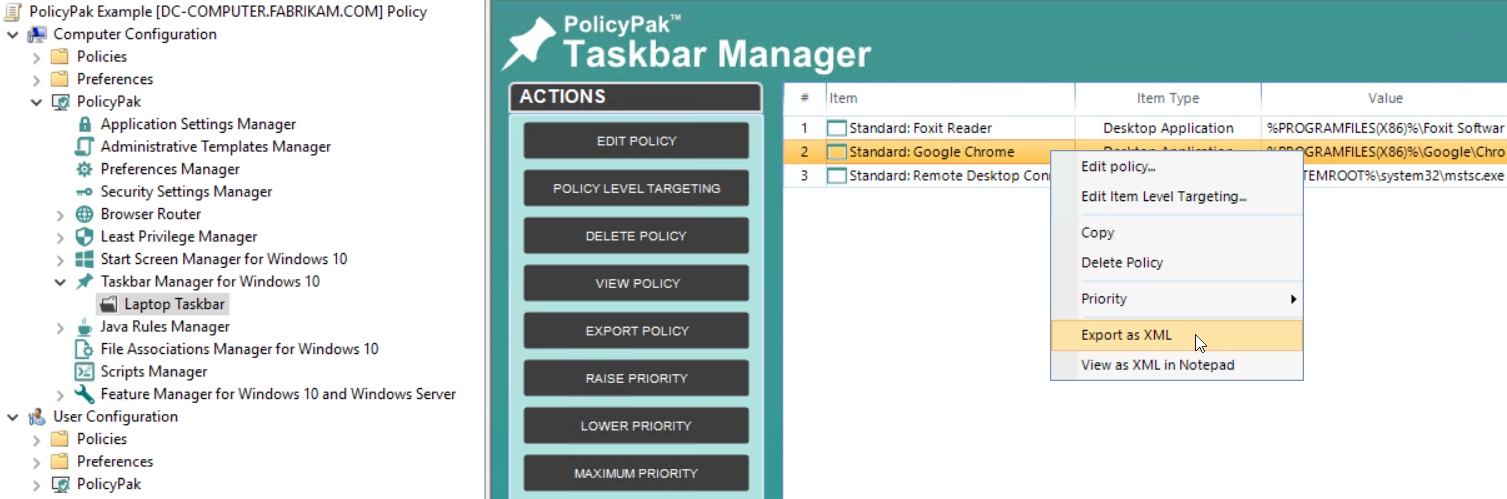 PolicyPak Example [DC-COMPUTER.FABRIKAM.COM] Policy
Computer Configuration
Policies
Preferences
PolicyPak
Application Settings Manager
Administrative Templates Manager
Preferences Manager
Security Settings Manager
Browser Router
Least Privilege Manager
Start Screen Manager for Windows 10
Taskbar Manager for Windows 10
Laptop Taskbar
Java Rules Manager
File Associations Manager for Windows 10
Scripts Manager
Feature Manager for Windows 10 and Windows Server
User Configuration
Policies
Preferences
PolicyPak
PolicyPak™
Taskbar Manager
ACTIONS
EDIT POLICY
POLICY LEVEL TARGETING
DELETE POLICY
VIEW POLICY
EXPORT POLICY
RAISE PRIORITY
LOWER PRIORITY
MAXIMUM PRIORITY
# Item Item Type Value
1 Standard: Foxit Reader Desktop Application %PROGRAMFILES(X86)%\Foxit Softwar
2 Standard: Google Chrome Desktop Application %PROGRAMFILES(X86)%\Google\Chro
3 Standard: Remote Desktop Con TEMROOT%\system32\mstsc.exe
Edit policy...
Edit Item Level Targeting...
Copy
Delete Policy
Priority
Export as XML
View as XML in Notepad